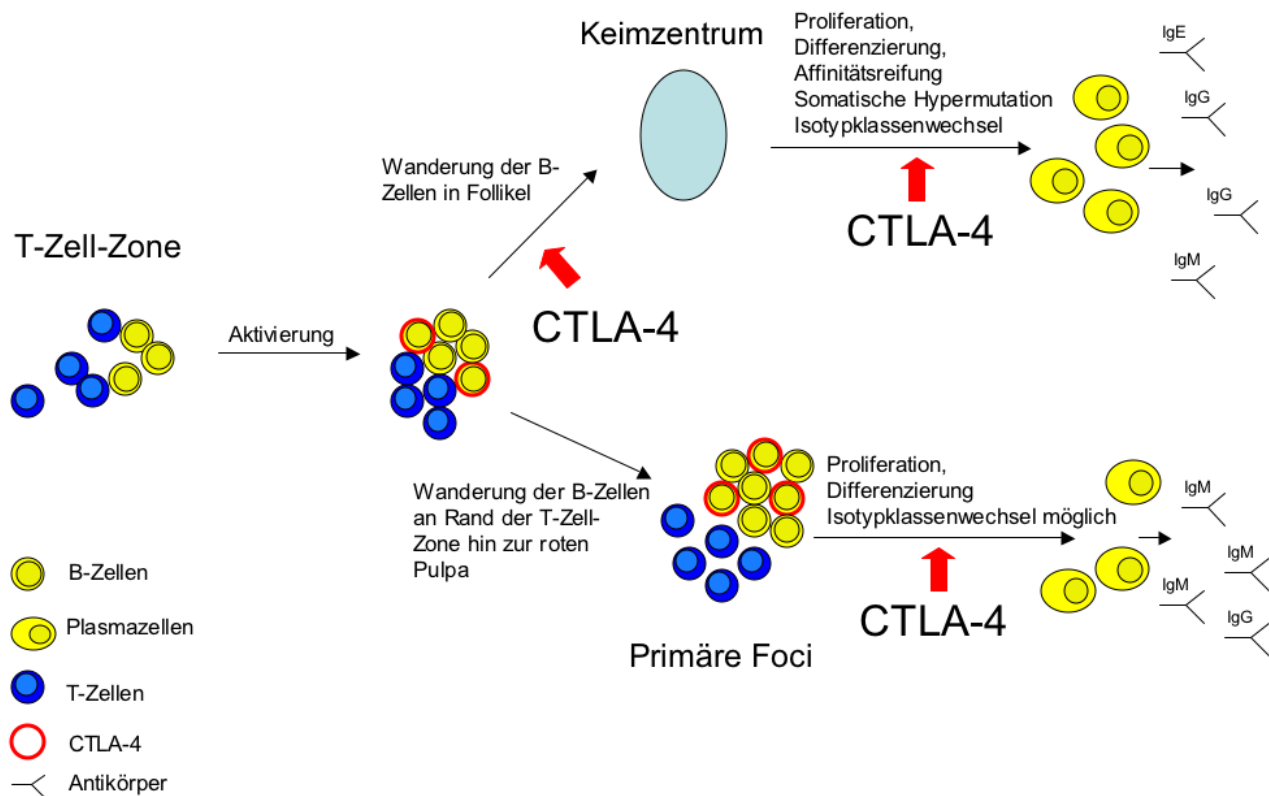 Keimzentrum
Proliferation,
Differenzierung,
Affinitätsreifung
Somatische Hypermutation
Isotypklassenwechsel
IgE
IgG
IgG
IgM
Wanderung der B-
Zellen in Follikel
CTLA-4
CTLA-4
T-Zell-Zone
Aktivierung
Wanderung der B-Zellen
an Rand der T-Zell-
Zone hin zur roten
Pulpa
Proliferation,
Differenzierung
Isotypklassenwechsel möglich
IgM
IgM
IgM
IgG
CTLA-4
Primäre Foci
B-Zellen
Plasmazellen
T-Zellen
CTLA-4
Antikörper